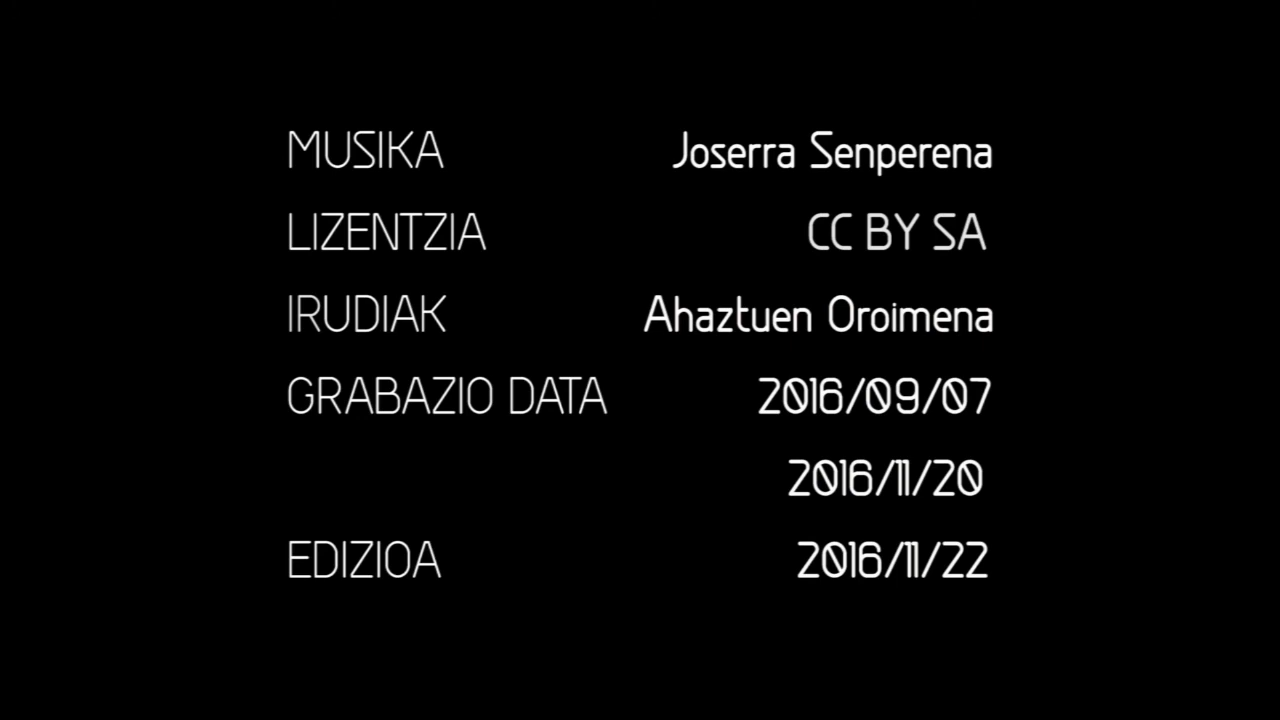 MUSIKA Joserra Senperena
LIZENTZIA CC BY SA
IRUDIAK Ahaztuen Oroimena
GRABAZIO DATA 2016/09/07
2016/11/20
EDIZIOA 2016/11/22